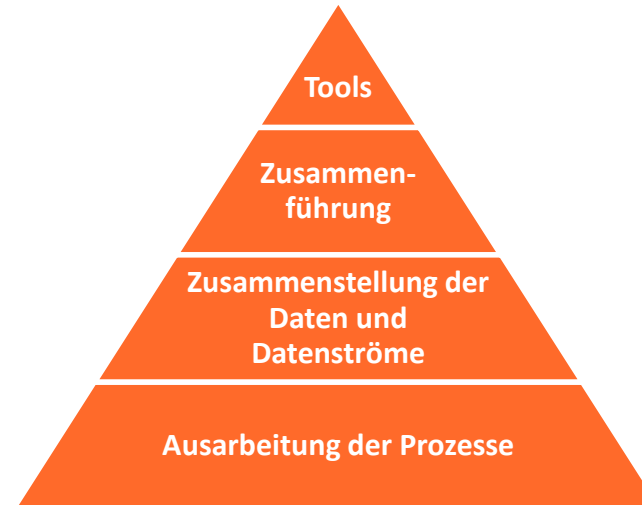 Tools
Zusammen-
führung
Zusammenstellung der
Daten und
Datenströme
Ausarbeitung der Prozesse